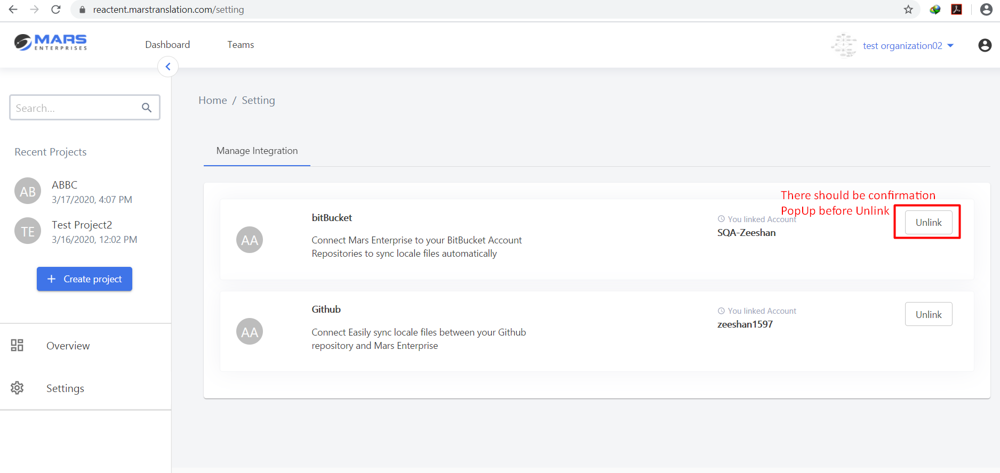 reactent.marstranslation.com/setting
MARS
ENTERPRISES
Dashboard
Teams
test organization02
Search...
Home / Setting
Recent Projects
Manage Integration
AB
ABBC
3/17/2020, 4:07 PM
TE
Test Project2
3/16/2020, 12:02 PM
+ Create project
Overview
Settings
There should be confirmation
PopUp before Unlink
AA
bitBucket
Connect Mars Enterprise to your BitBucket Account
Repositories to sync locale files automatically
You linked Account
SQA-Zeeshan
Unlink
AA
Github
Connect Easily sync locale files between your Github
repository and Mars Enterprise
You linked Account
zeeshan1597
Unlink